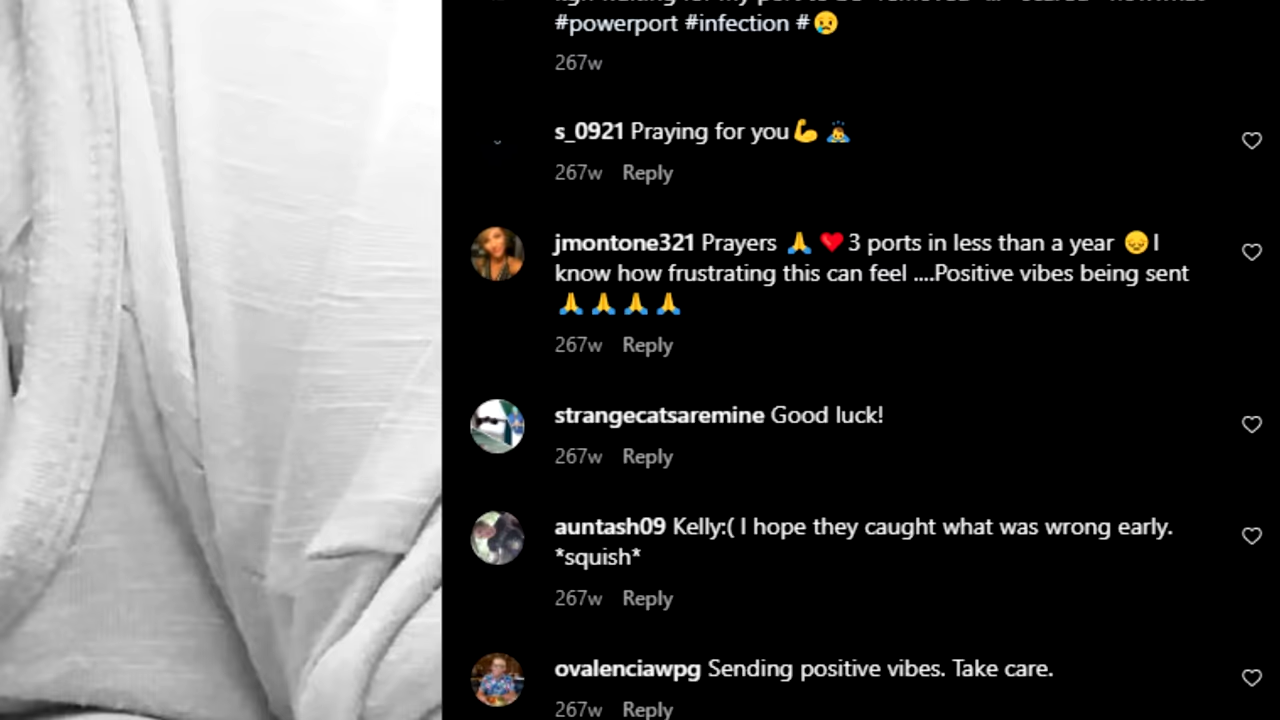 #powerport #infection #😢
267w
s_0921 Praying for you💪 🙇
267w Reply
jmontone321 Prayers 🙏 ❤️3 ports in less than a year 😞I
know how frustrating this can feel ....Positive vibes being sent
🙏 🙏 🙏 🙏
267w Reply
strangecatsaremine Good luck!
267w Reply
auntash09 Kelly:( I hope they caught what was wrong early.
*squish*
267w Reply
ovalenciawpg Sending positive vibes. Take care.
267w Reply